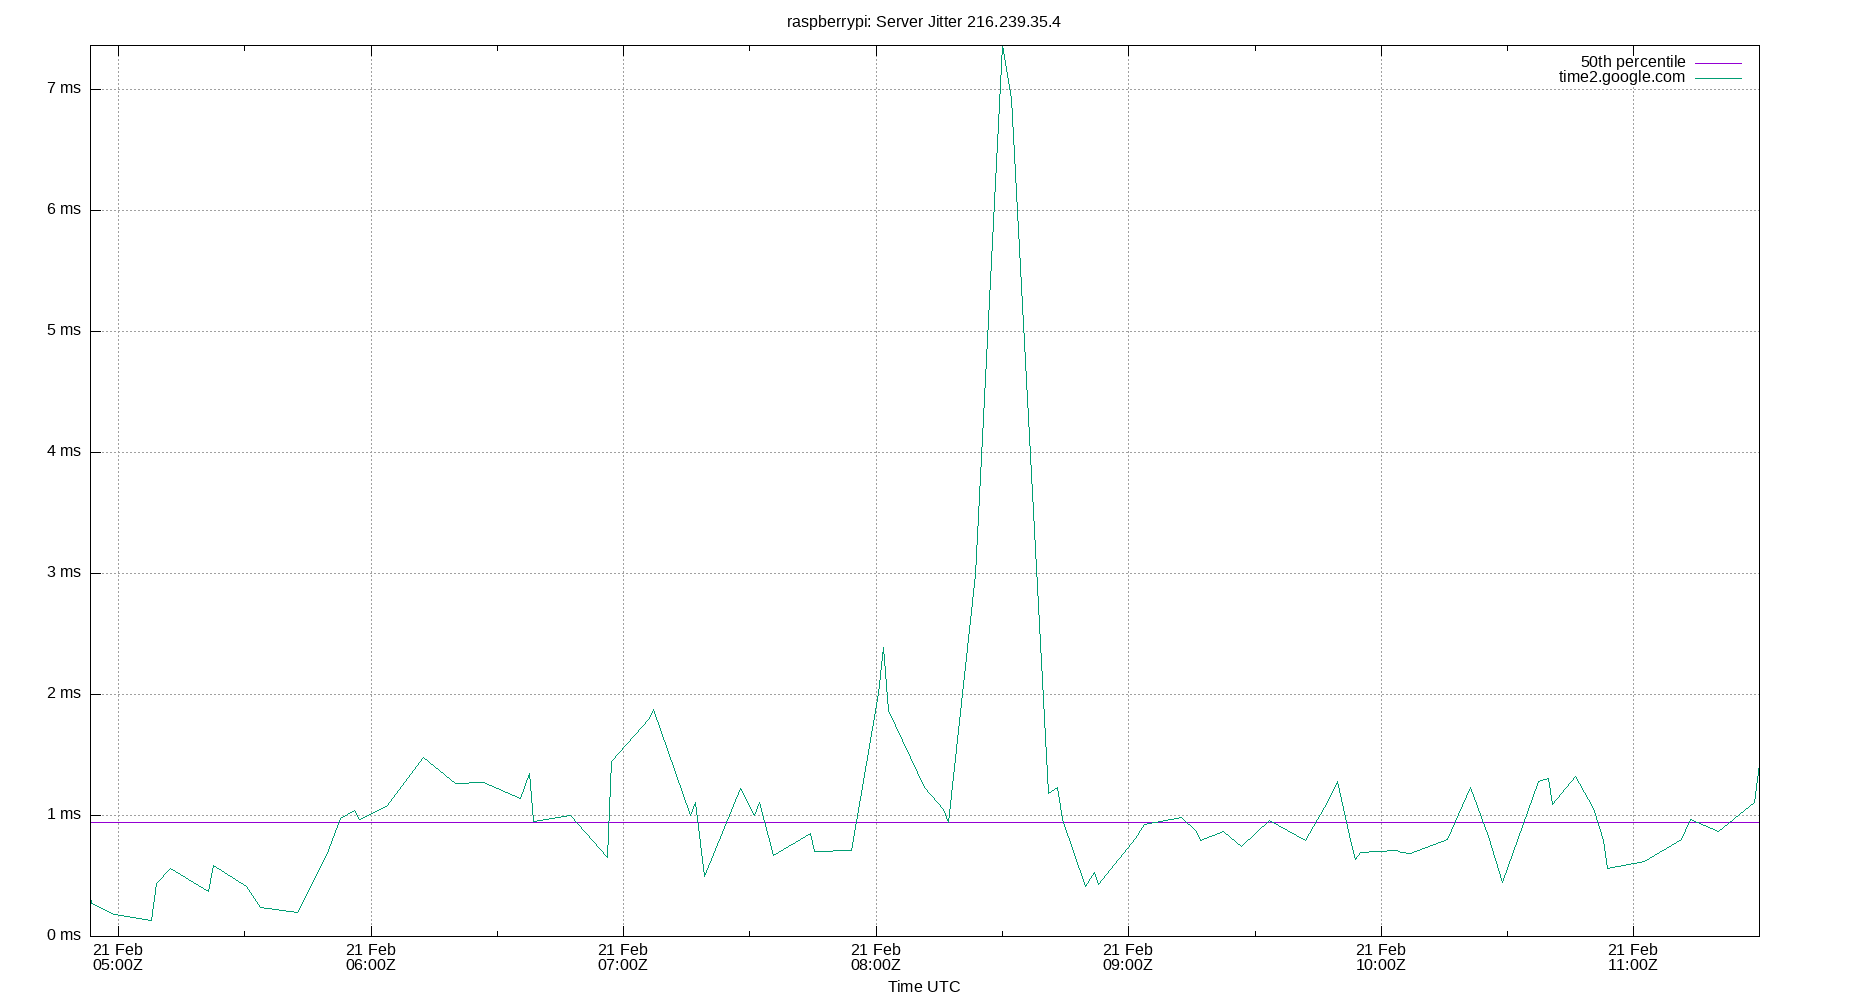 raspberrypi: Server Jitter 216.239.35.4
50th percentile
time2.google.com
7 ms
6 ms
5 ms
4 ms
3 ms
2 ms
1 ms
0 ms
21 Feb 21 Feb 21 Feb 21 Feb 21 Feb 21 Feb 21 Feb
05:00Z 06:00Z 07:00Z 08:00Z 09:00Z 10:00Z 11:00Z
Time UTC